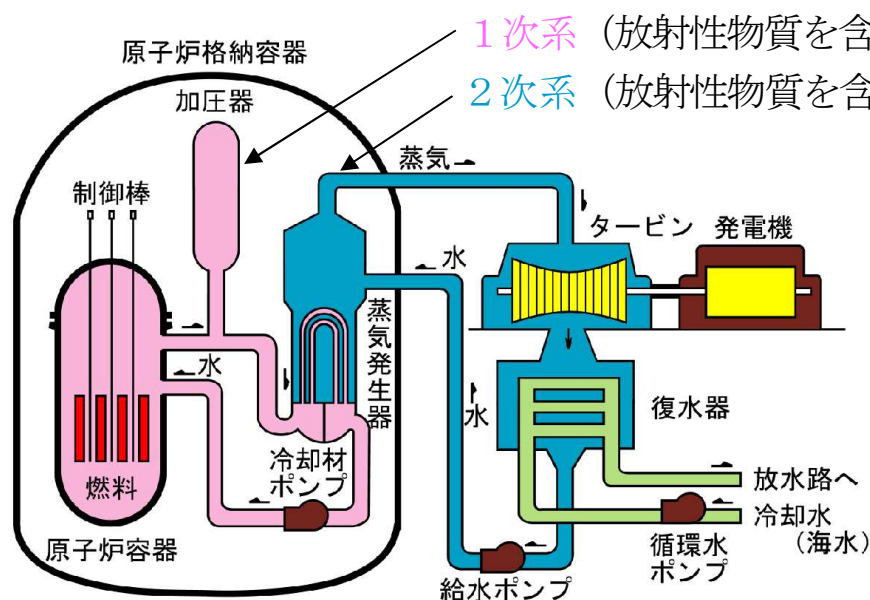 1次系 (放射性物質を含
2次系 (放射性物質を含
原子炉格納容器
加圧器
制御棒
蒸気
タービン
発電機
水
水
蒸気発生器
水
復水器
冷却材
ポンプ
燃料
原子炉容器
放水路へ
冷却水
(海水)
循環水
ポンプ
給水ポンプ